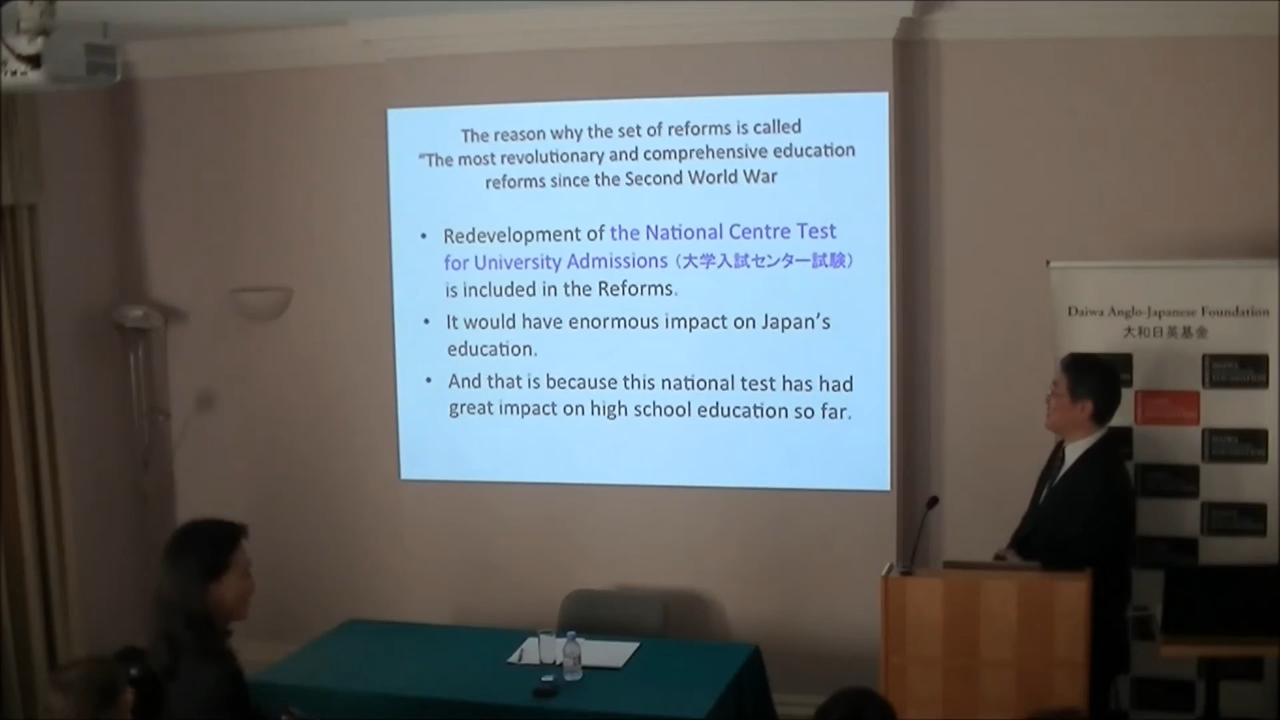 The reason why the set of reforms is called
“The most revolutionary and comprehensive education
reforms since the Second World War
• Redevelopment of the National Centre Test
for University Admissions (大学入試センター試験)
is included in the Reforms.
• It would have enormous impact on Japan’s
education.
• And that is because this national test has had
great impact on high school education so far.
Daiwa Anglo-Japanese Foundation
大和日英基金